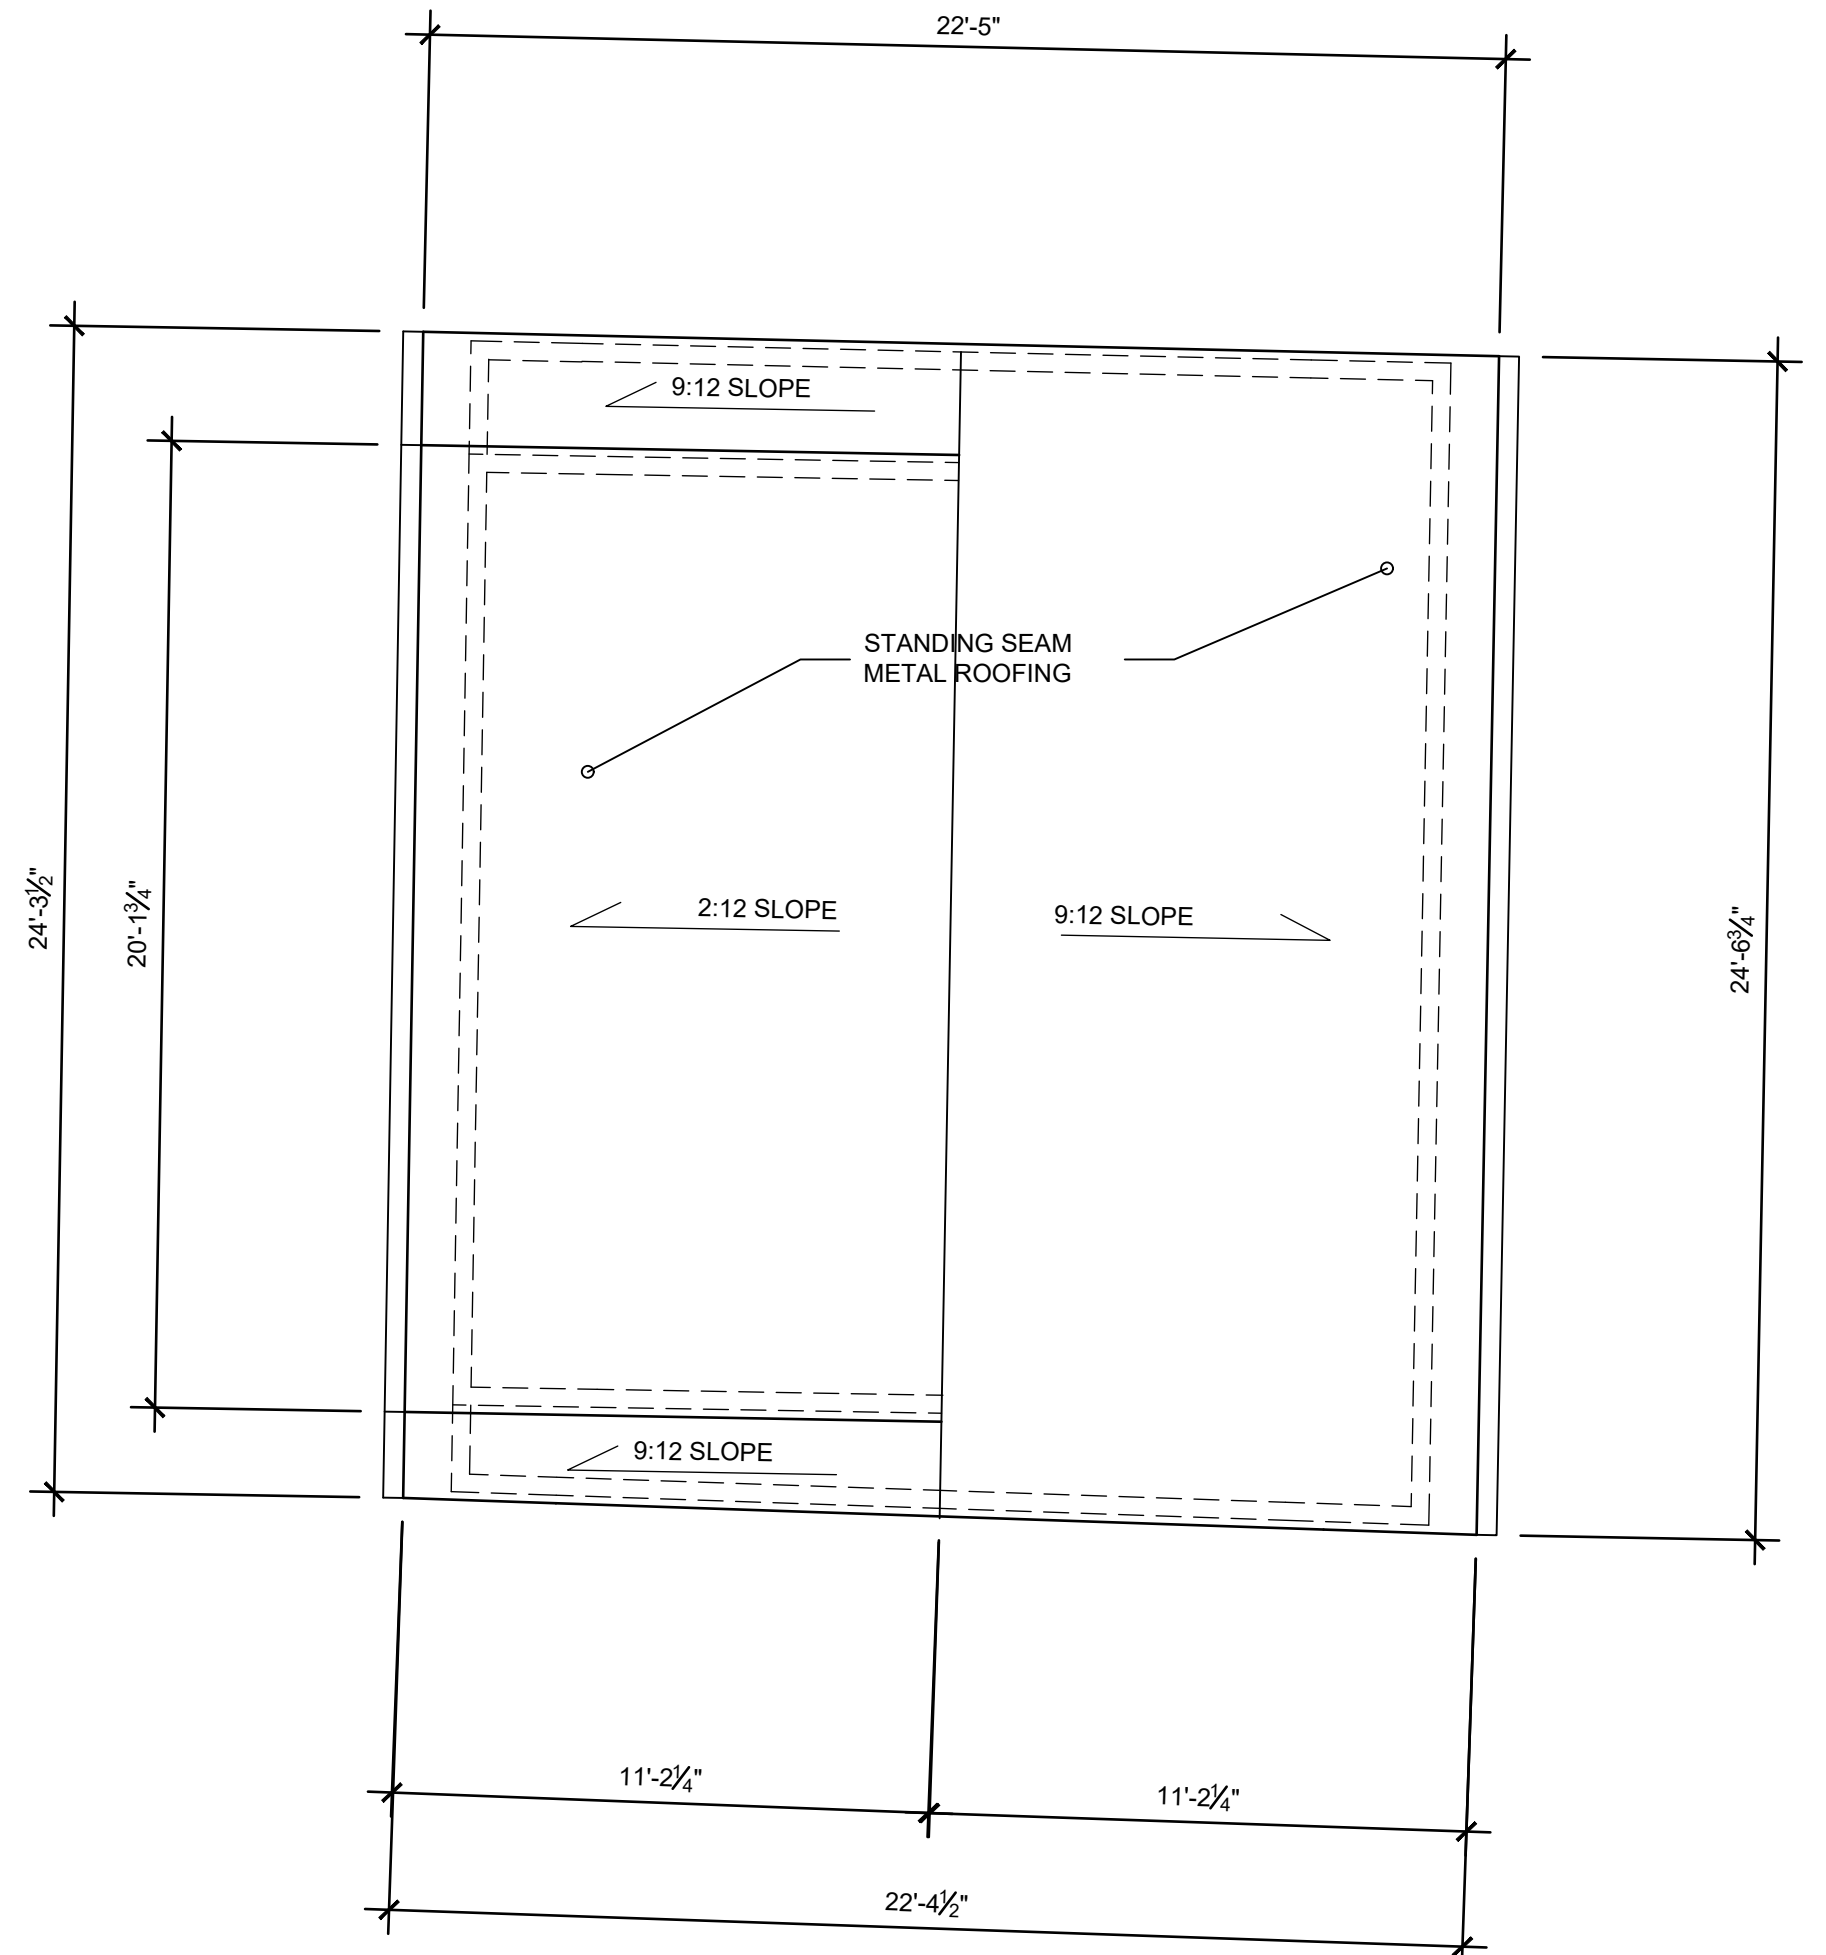 22'-5"
9:12 SLOPE
STANDING SEAM
METAL ROOFING
24'-3½"
20'-1¾"
2:12 SLOPE
9:12 SLOPE
24'-6¾"
9:12 SLOPE
11'-2¼"
11'-2¼"
22'-4½"